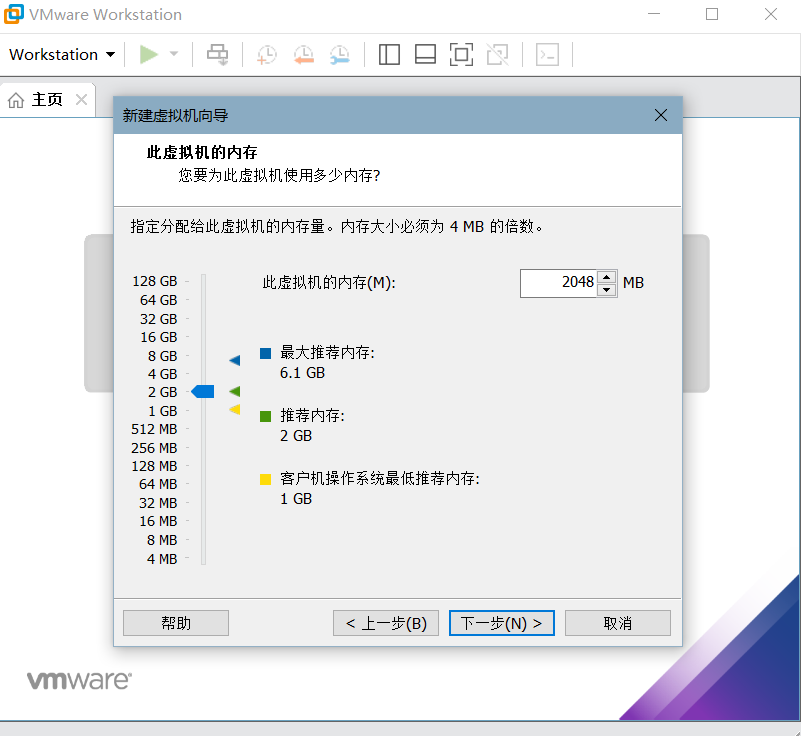 VMware Workstation
Workstation
主页
新建虚拟机向导
此虚拟机的内存
您要为此虚拟机使用多少内存?
指定分配给此虚拟机的内存量。内存大小必须为 4 MB 的倍数。
128 GB
64 GB
32 GB
16 GB
8 GB
4 GB
2 GB
1 GB
512 MB
256 MB
128 MB
64 MB
32 MB
16 MB
8 MB
4 MB
此虚拟机的内存(M):
2048 MB
最大推荐内存:
6.1 GB
推荐内存:
2 GB
客户机操作系统最低推荐内存:
1 GB
帮助
< 上一步(B)
下一步(N) >
取消
vmware